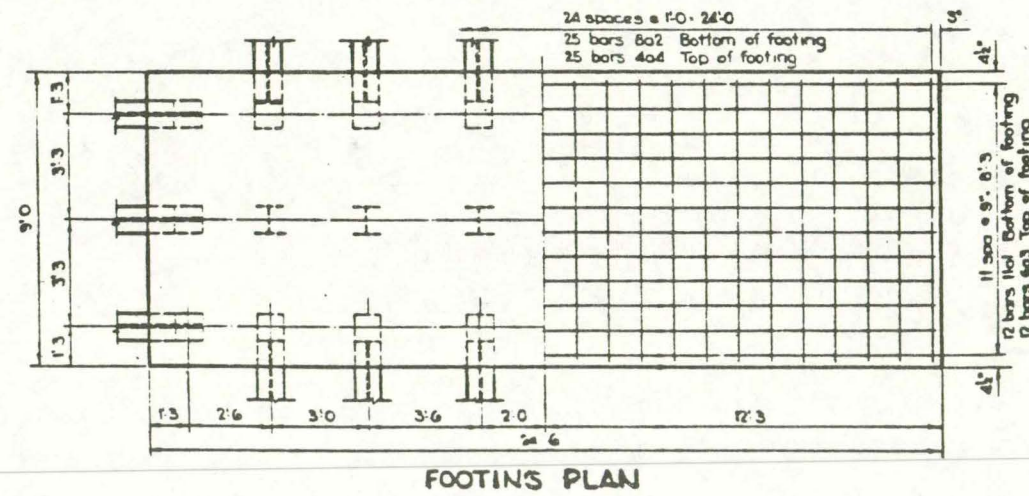 24 spaces @ 1'-0 = 24'-0
3"
25 bars 8a2 Bottom of footing
25 bars 4a4 Top of footing
4½"
1'3
3'3
9'0
3'3
1'3
11 spa @ 9" = 8'3
12 bars 11a1 Bottom of footing
12 bars 6a3 Top of footing
4½"
1'3
2'6
3'0
3'6
2'0
12'3
24'6
FOOTING PLAN